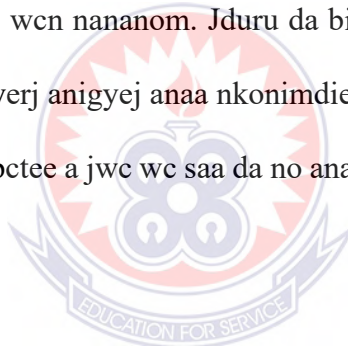 wcn nananom. Jduru da bi
verj anigyej anaa nkonimdie
octee a jwc wc saa da no ana
EDUCATION FOR SERVICE